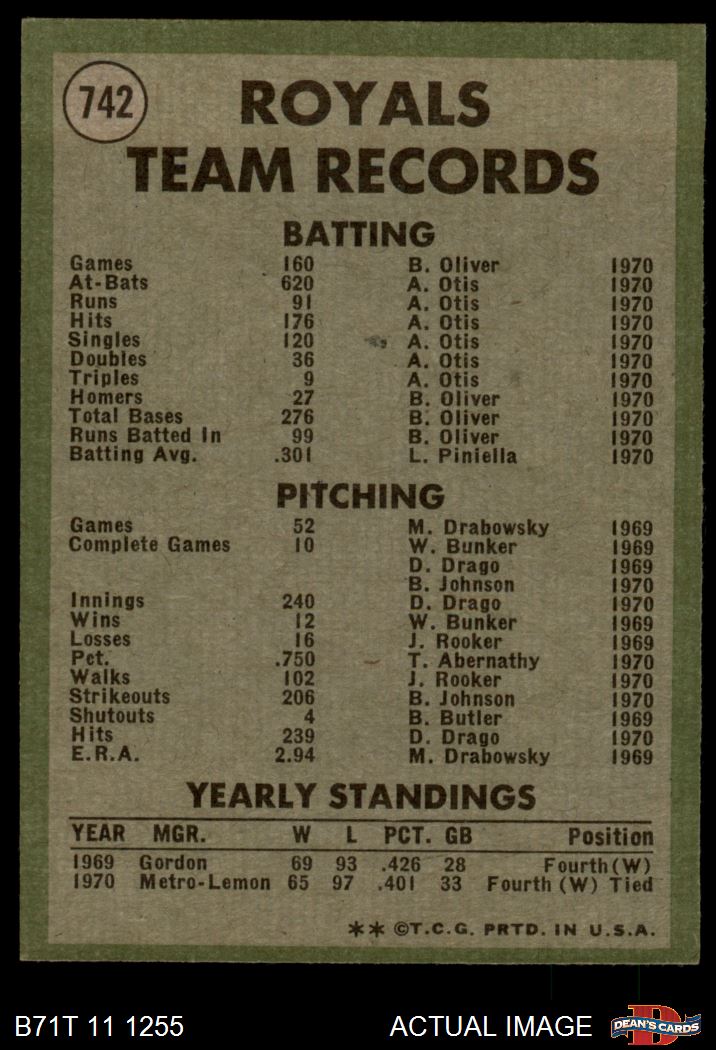 742
ROYALS
TEAM RECORDS
BATTING
Games 160 B. Oliver 1970
At-Bats 620 A. Otis 1970
Runs 91 A. Otis 1970
Hits 176 A. Otis 1970
Singles 120 A. Otis 1970
Doubles 36 A. Otis 1970
Triples 9 A. Otis 1970
Homers 27 B. Oliver 1970
Total Bases 276 B. Oliver 1970
Runs Batted In 99 B. Oliver 1970
Batting Avg. .301 L. Piniella 1970
PITCHING
Games 52 M. Drabowsky 1969
Complete Games 10 W. Bunker 1969
D. Drago 1969
B. Johnson 1970
Innings 240 D. Drago 1970
Wins 12 W. Bunker 1969
Losses 16 J. Rooker 1969
Pct. .750 T. Abernathy 1970
Walks 102 J. Rooker 1970
Strikeouts 206 B. Johnson 1970
Shutouts 4 B. Butler 1969
Hits 239 D. Drago 1970
E.R.A. 2.94 M. Drabowsky 1969
YEARLY STANDINGS
YEAR MGR. W L PCT. GB Position
1969 Gordon 69 93 .426 28 Fourth (W)
1970 Metro-Lemon 65 97 .401 33 Fourth (W) Tied
** ©T.C.G. PRTD. IN U.S.A.
B71T 11 1255 ACTUAL IMAGE DEAN'S CARDS